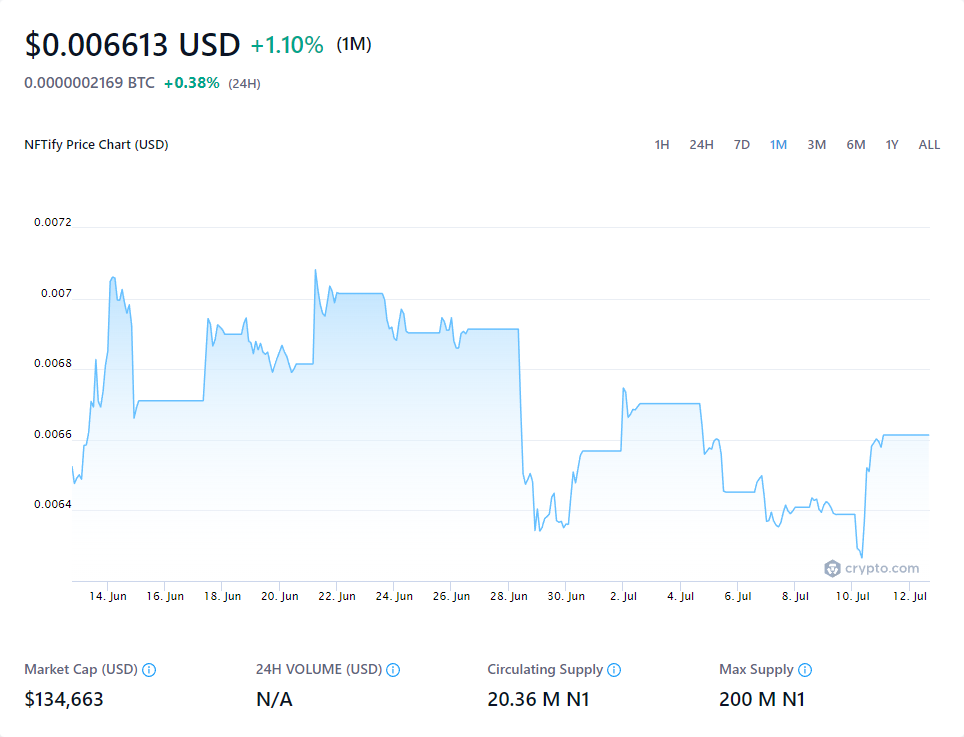 $0.006613 USD +1.10% (1M)
0.0000002169 BTC +0.38% (24H)
NFTify Price Chart (USD) 1H 24H 7D 1M 3M 6M 1Y ALL
0.0072
0.007
0.0068
0.0066
0.0064
crypto.com
14. Jun 16. Jun 18. Jun 20. Jun 22. Jun 24. Jun 26. Jun 28. Jun 30. Jun 2. Jul 4. Jul 6. Jul 8. Jul 10. Jul 12. Jul
Market Cap (USD) 24H VOLUME (USD) Circulating Supply Max Supply
$134,663 N/A 20.36 M N1 200 M N1